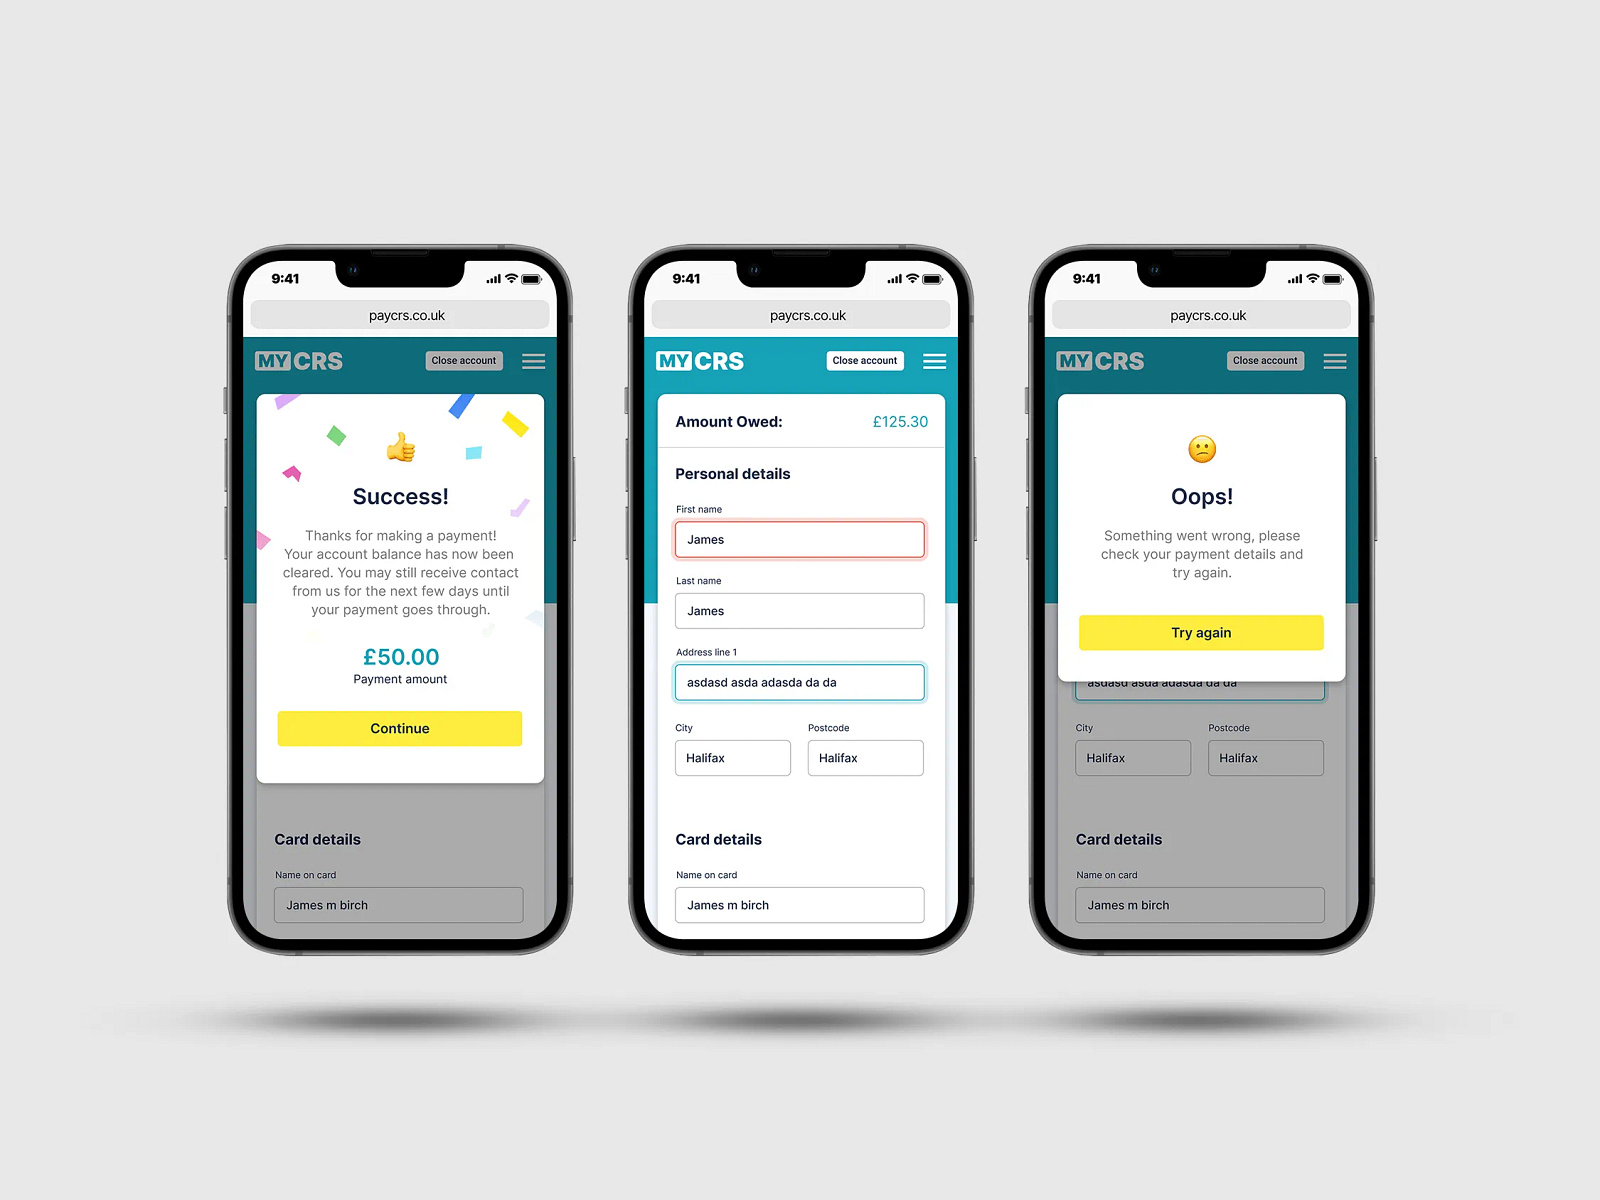 9:41
paycrs.co.uk
MY CRS
Close account
Success!
Thanks for making a payment!
Your account balance has now been
cleared. You may still receive contact
from us for the next few days until
your payment goes through.
£50.00
Payment amount
Continue
Card details
Name on card
James m birch
9:41
paycrs.co.uk
MY CRS
Close account
Amount Owed:
£125.30
Personal details
First name
James
Last name
James
Address line 1
asdasd asda adasda da da
City
Postcode
Halifax
Halifax
Card details
Name on card
James m birch
9:41
paycrs.co.uk
MY CRS
Close account
Oops!
Something went wrong, please
check your payment details and
try again.
Try again
asdasd asda adasda da da
City
Postcode
Halifax
Halifax
Card details
Name on card
James m birch